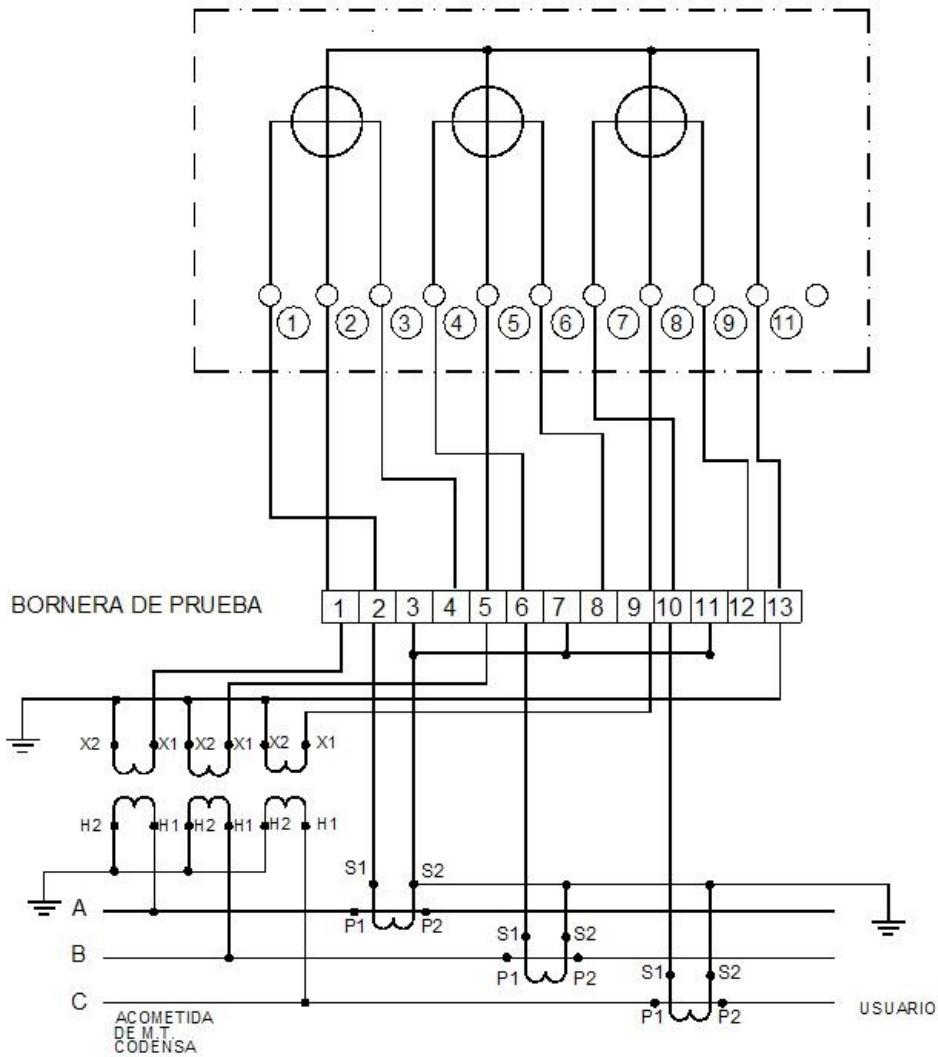 1 2 3 4 5 6 7 8 9 11
BORNERA DE PRUEBA
1 2 3 4 5 6 7 8 9 10 11 12 13
X2 X1 X2 X1 X2 X1
H2 H1 H2 H1 H2 H1
S1 S2
A P1 P2
S1 S2
B
P1 P2
S1 S2
C
P1 P2
ACOMETIDA
DE M.T.
CODENSA
USUARIO